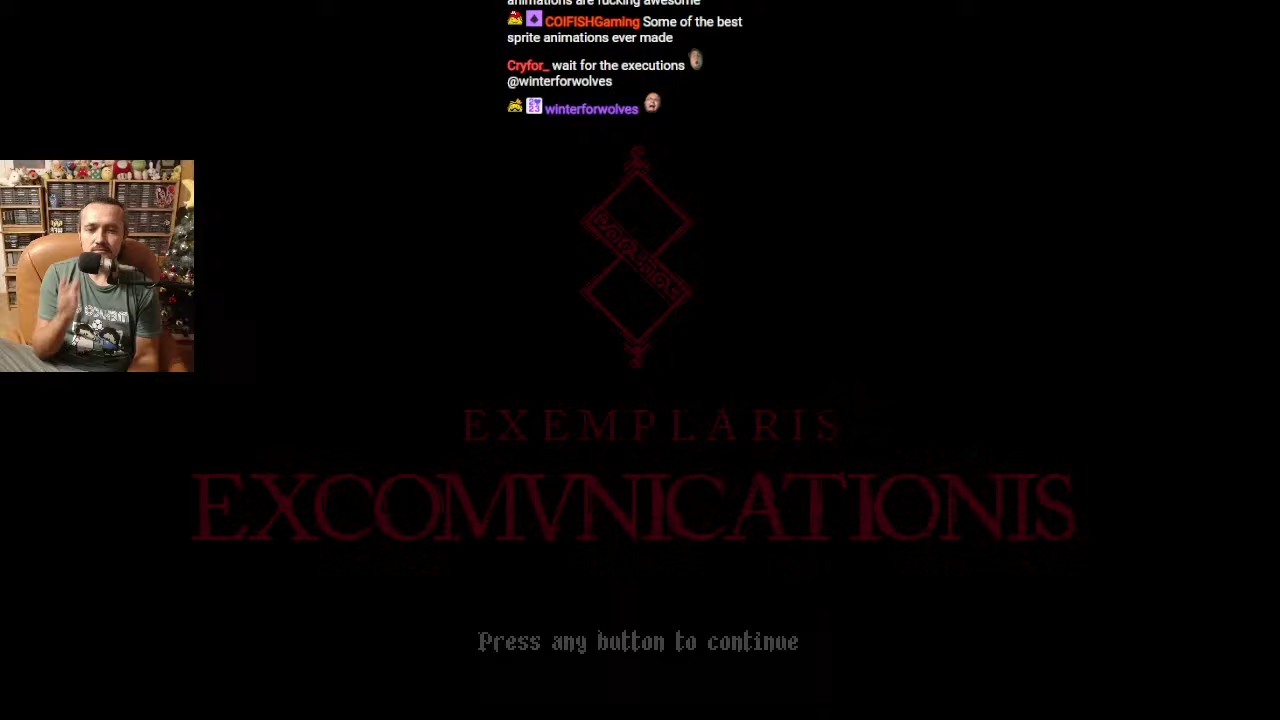 animations are fucking awesome
COIFISHGaming Some of the best
sprite animations ever made
Cryfor_ wait for the executions
@winterforwolves
winterforwolves
EXEMPLARIS
EXCOMVNICATIONIS
Press any button to continue